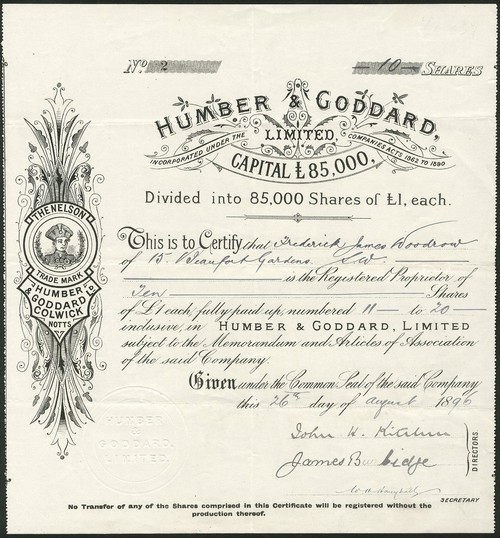 No. 2
10 SHARES
HUMBER & GODDARD,
LIMITED
INCORPORATED UNDER THE COMPANIES ACTS 1862 TO 1890
CAPITAL £85,000,
Divided into 85,000 Shares of £1, each.
This is to Certify that Frederick James Woodrow
of 15 Beaufort Gardens. S.W.
is the Registered Proprietor of
Ten Shares
of £1 each, fully paid up, numbered 11 to 20
inclusive, in HUMBER & GODDARD, LIMITED
subject to the Memorandum and Articles of Association
of the said Company.
Given under the Common Seal of the said Company
this 26th day of August 1896
THE NELSON
TRADE MARK
HUMBER &
GODDARD LD
COLWICK
NOTTS
HUMBER
&
GODDARD.
LIMITED.
John H.
James Burbidge
DIRECTORS
SECRETARY
No Transfer of any of the Shares comprised in this Certificate will be registered without the
production thereof.